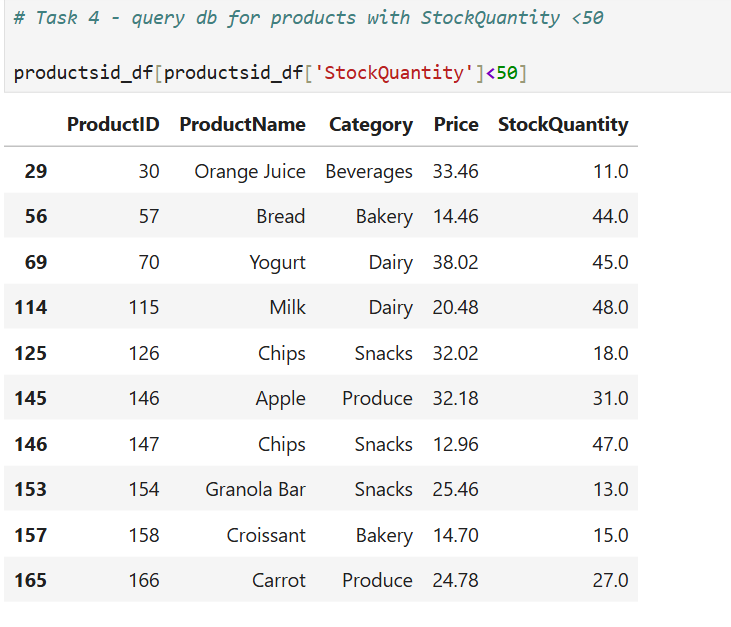 # Task 4 - query db for products with StockQuantity <50
productsid_df[productsid_df['StockQuantity']<50]
ProductID ProductName Category Price StockQuantity
29 30 Orange Juice Beverages 33.46 11.0
56 57 Bread Bakery 14.46 44.0
69 70 Yogurt Dairy 38.02 45.0
114 115 Milk Dairy 20.48 48.0
125 126 Chips Snacks 32.02 18.0
145 146 Apple Produce 32.18 31.0
146 147 Chips Snacks 12.96 47.0
153 154 Granola Bar Snacks 25.46 13.0
157 158 Croissant Bakery 14.70 15.0
165 166 Carrot Produce 24.78 27.0